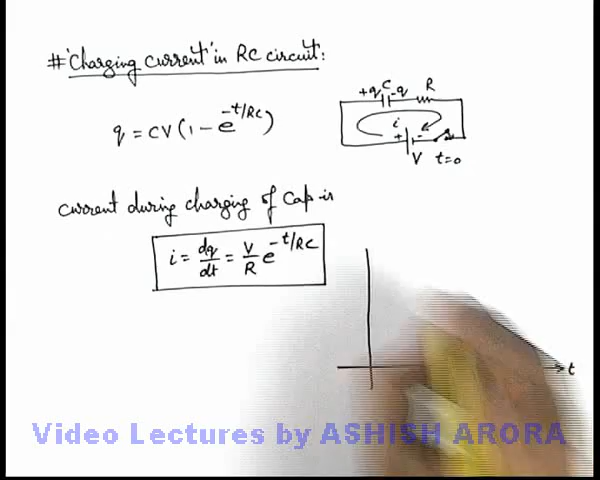 # 'Charging current' in RC circuit:
+q C -q R
q = CV(1 - e^{-t/RC})
i
+ -
V t=0
current during charging of Cap is
i = dq/dt = V/R e^{-t/RC}
t
Video Lectures by ASHISH ARORA